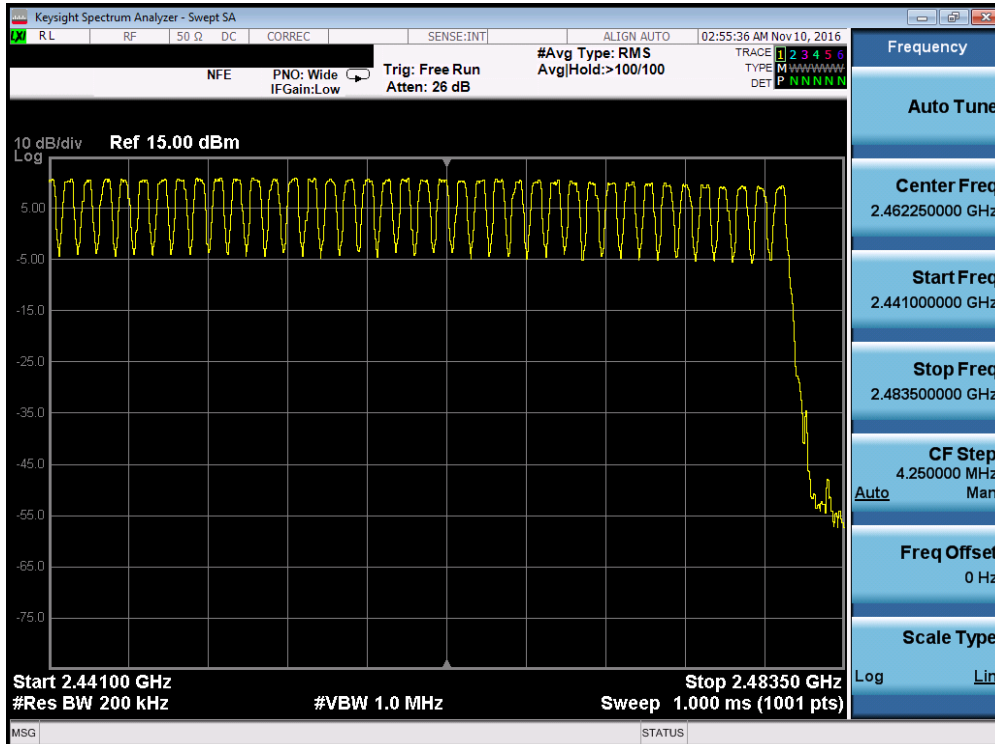 Keysight Spectrum Analyzer - Swept SA
LXI RL RF 50 Ω DC CORREC SENSE:INT ALIGN AUTO 02:55:36 AM Nov 10, 2016
NFE PNO: Wide Trig: Free Run #Avg Type: RMS TRACE 1 2 3 4 5 6
IFGain:Low Atten: 26 dB Avg|Hold:>100/100 TYPE M WWWWW
DET P N N N N N
10 dB/div Ref 15.00 dBm
Log
5.00
-5.00
-15.0
-25.0
-35.0
-45.0
-55.0
-65.0
-75.0
Start 2.44100 GHz Stop 2.48350 GHz
#Res BW 200 kHz #VBW 1.0 MHz Sweep 1.000 ms (1001 pts)
MSG STATUS
Frequency
Auto Tune
Center Freq
2.462250000 GHz
Start Freq
2.441000000 GHz
Stop Freq
2.483500000 GHz
CF Step
4.250000 MHz
Auto Man
Freq Offset
0 Hz
Scale Type
Log Lin